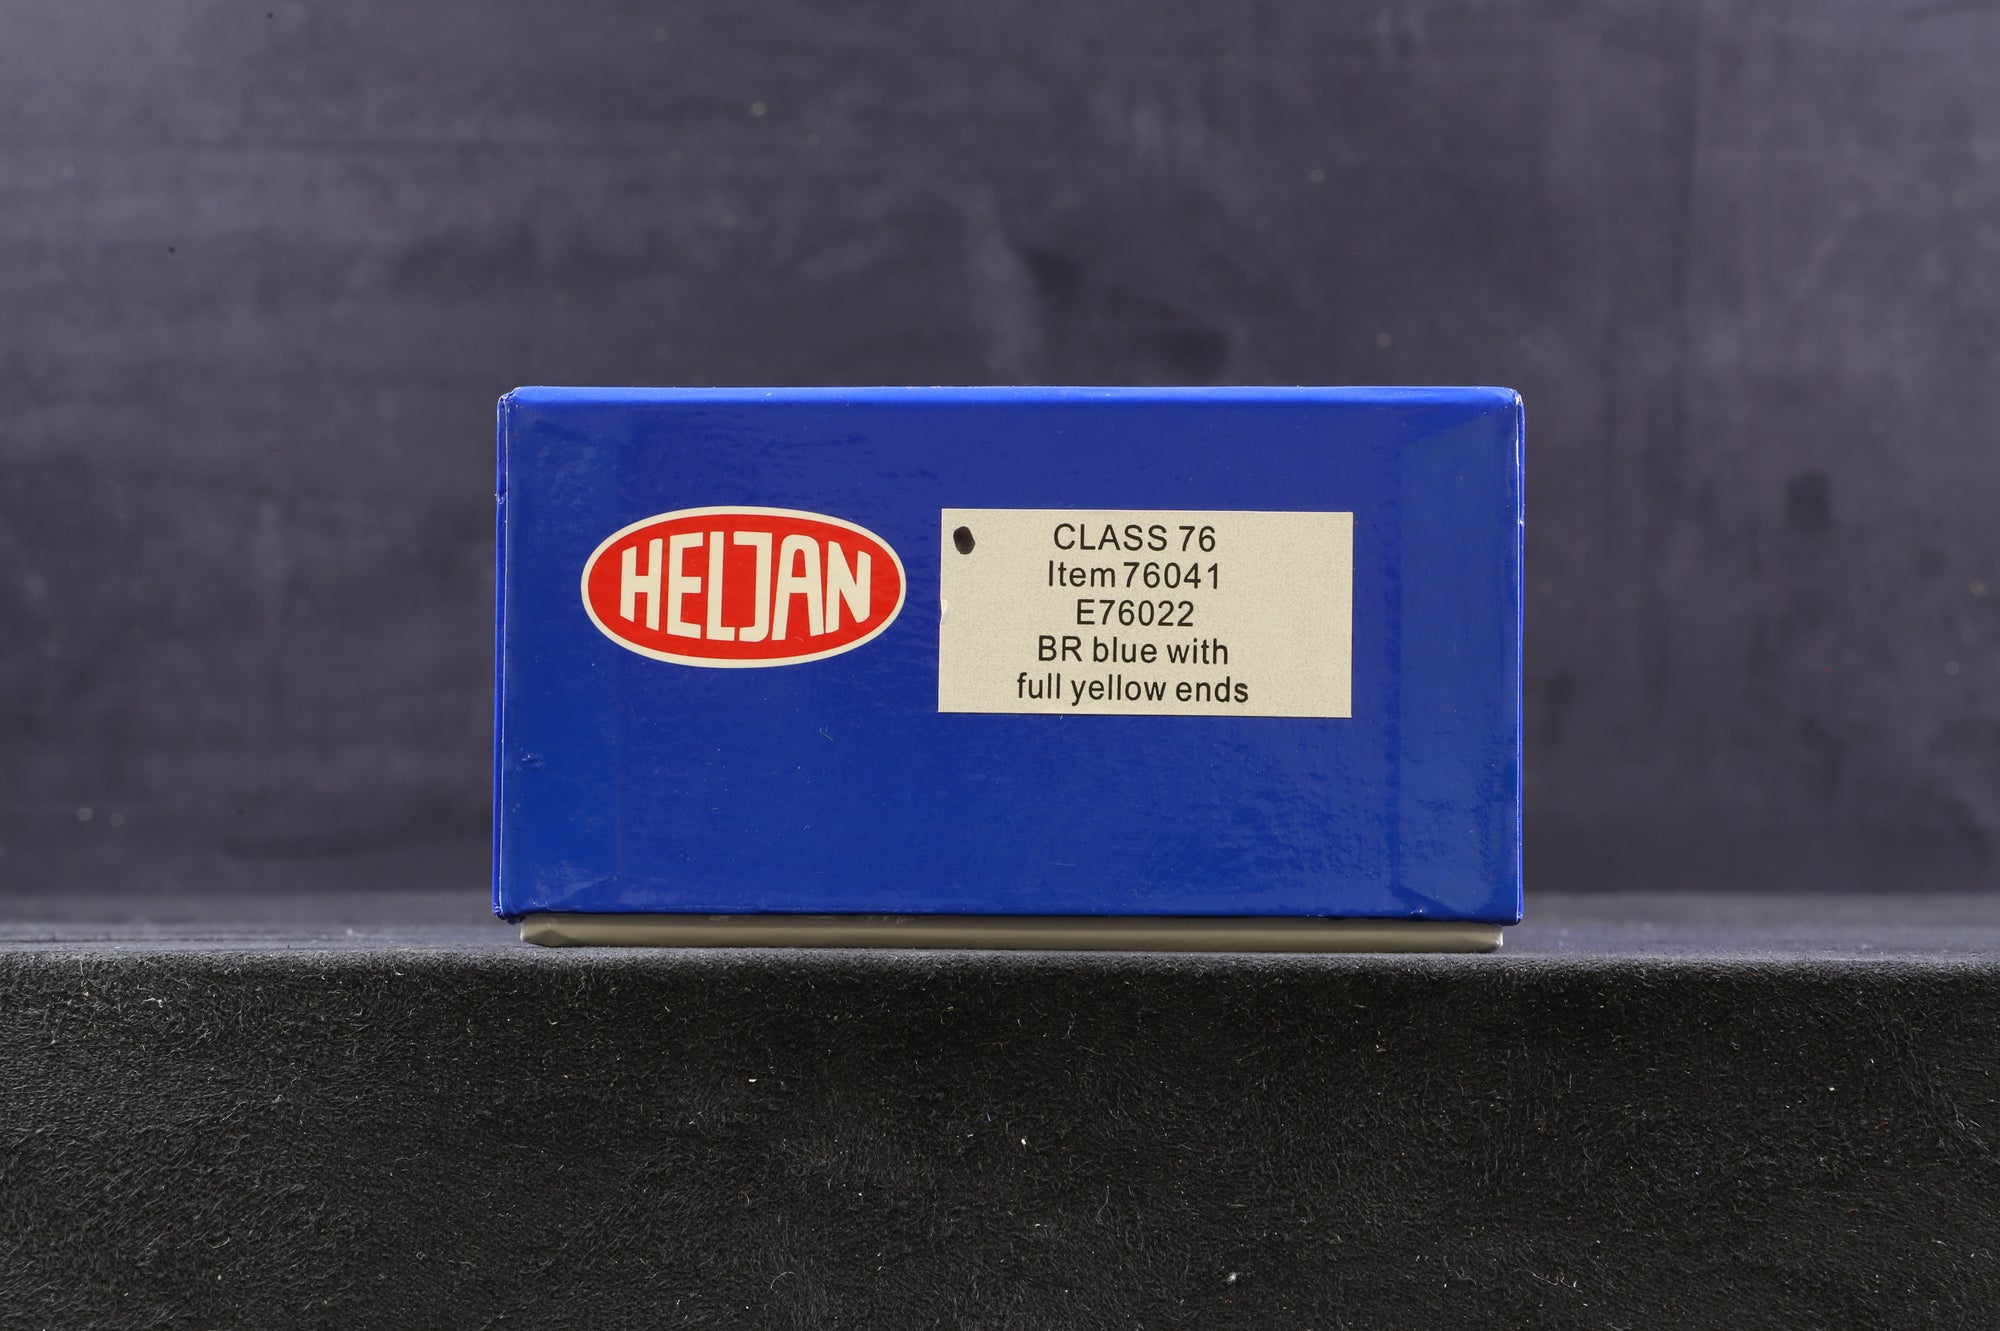 HELJAN
CLASS 76
Item 76041
E76022
BR blue with
full yellow ends